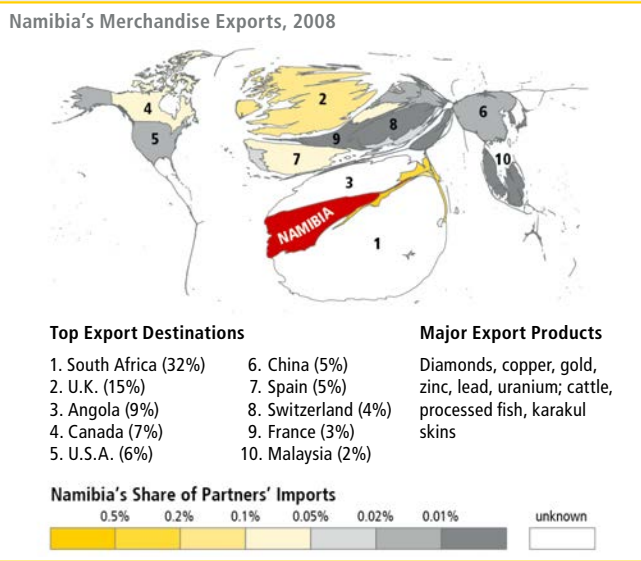 Namibia's Merchandise Exports, 2008
4
5
2
9
8
7
6
10
3
NAMIBIA
1
Top Export Destinations
1. South Africa (32%)
2. U.K. (15%)
3. Angola (9%)
4. Canada (7%)
5. U.S.A. (6%)
6. China (5%)
7. Spain (5%)
8. Switzerland (4%)
9. France (3%)
10. Malaysia (2%)
Major Export Products
Diamonds, copper, gold,
zinc, lead, uranium; cattle,
processed fish, karakul
skins
Namibia's Share of Partners' Imports
0.5% 0.2% 0.1% 0.05% 0.02% 0.01% unknown